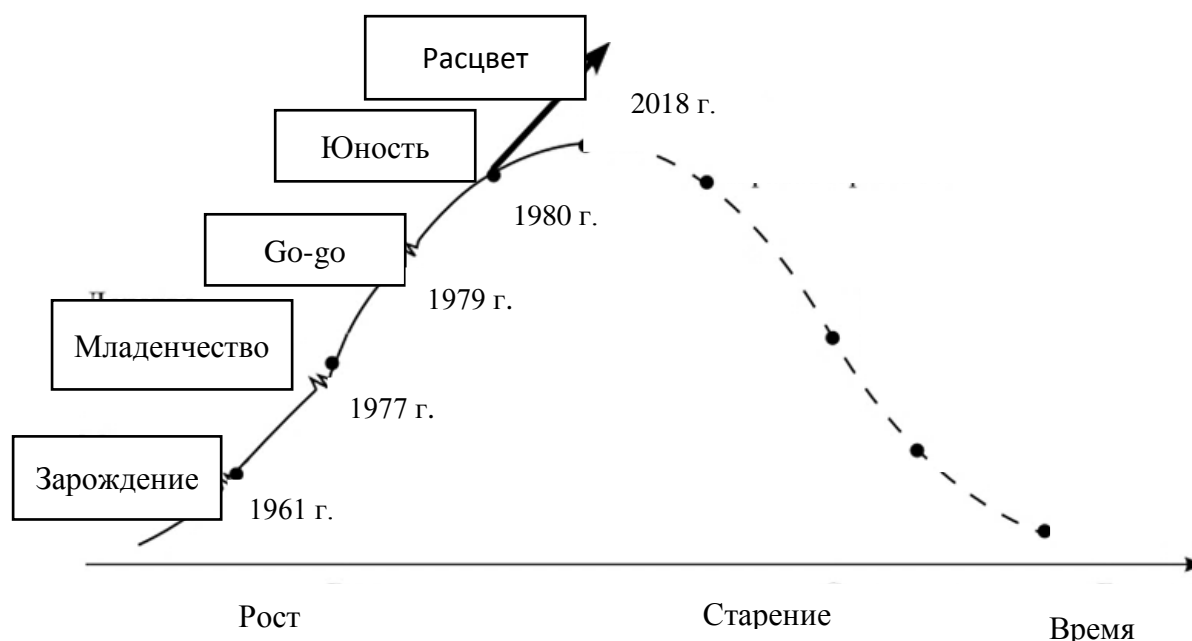 Расцвет
2018 г.
Юность
1980 г.
Go-go
1979 г.
Младенчество
1977 г.
Зарождение
1961 г.
Рост
Старение
Время